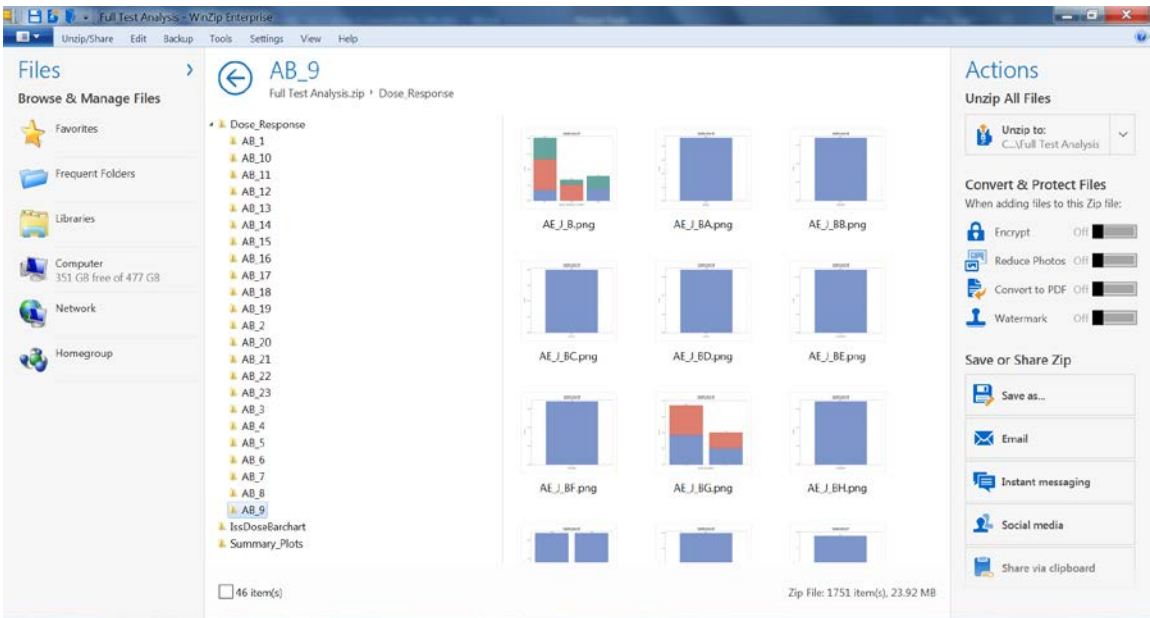 Full Test Analysis - WinZip Enterprise
Unzip/Share Edit Backup Tools Settings View Help
Files
Browse & Manage Files
Favorites
Frequent Folders
Libraries
Computer
351 GB free of 477 GB
Network
Homegroup
AB_9
Full Test Analysis.zip Dose_Response
Dose_Response
AB_1
AB_10
AB_11
AB_12
AB_13
AB_14
AB_15
AB_16
AB_17
AB_18
AB_19
AB_2
AB_20
AB_21
AB_22
AB_23
AB_3
AB_4
AB_5
AB_6
AB_7
AB_8
AB_9
IssDoseBarchart
Summary_Plots
AE_J_B.png AE_J_BA.png AE_J_BB.png
AE_J_BC.png AE_J_BD.png AE_J_BE.png
AE_J_BF.png AE_J_BG.png AE_J_BH.png
46 item(s)
Zip File: 1751 item(s), 23.92 MB
Actions
Unzip All Files
Unzip to:
C:\Full Test Analysis
Convert & Protect Files
When adding files to this Zip file:
Encrypt Off
Reduce Photos Off
Convert to PDF Off
Watermark Off
Save or Share Zip
Save as...
Email
Instant messaging
Social media
Share via clipboard